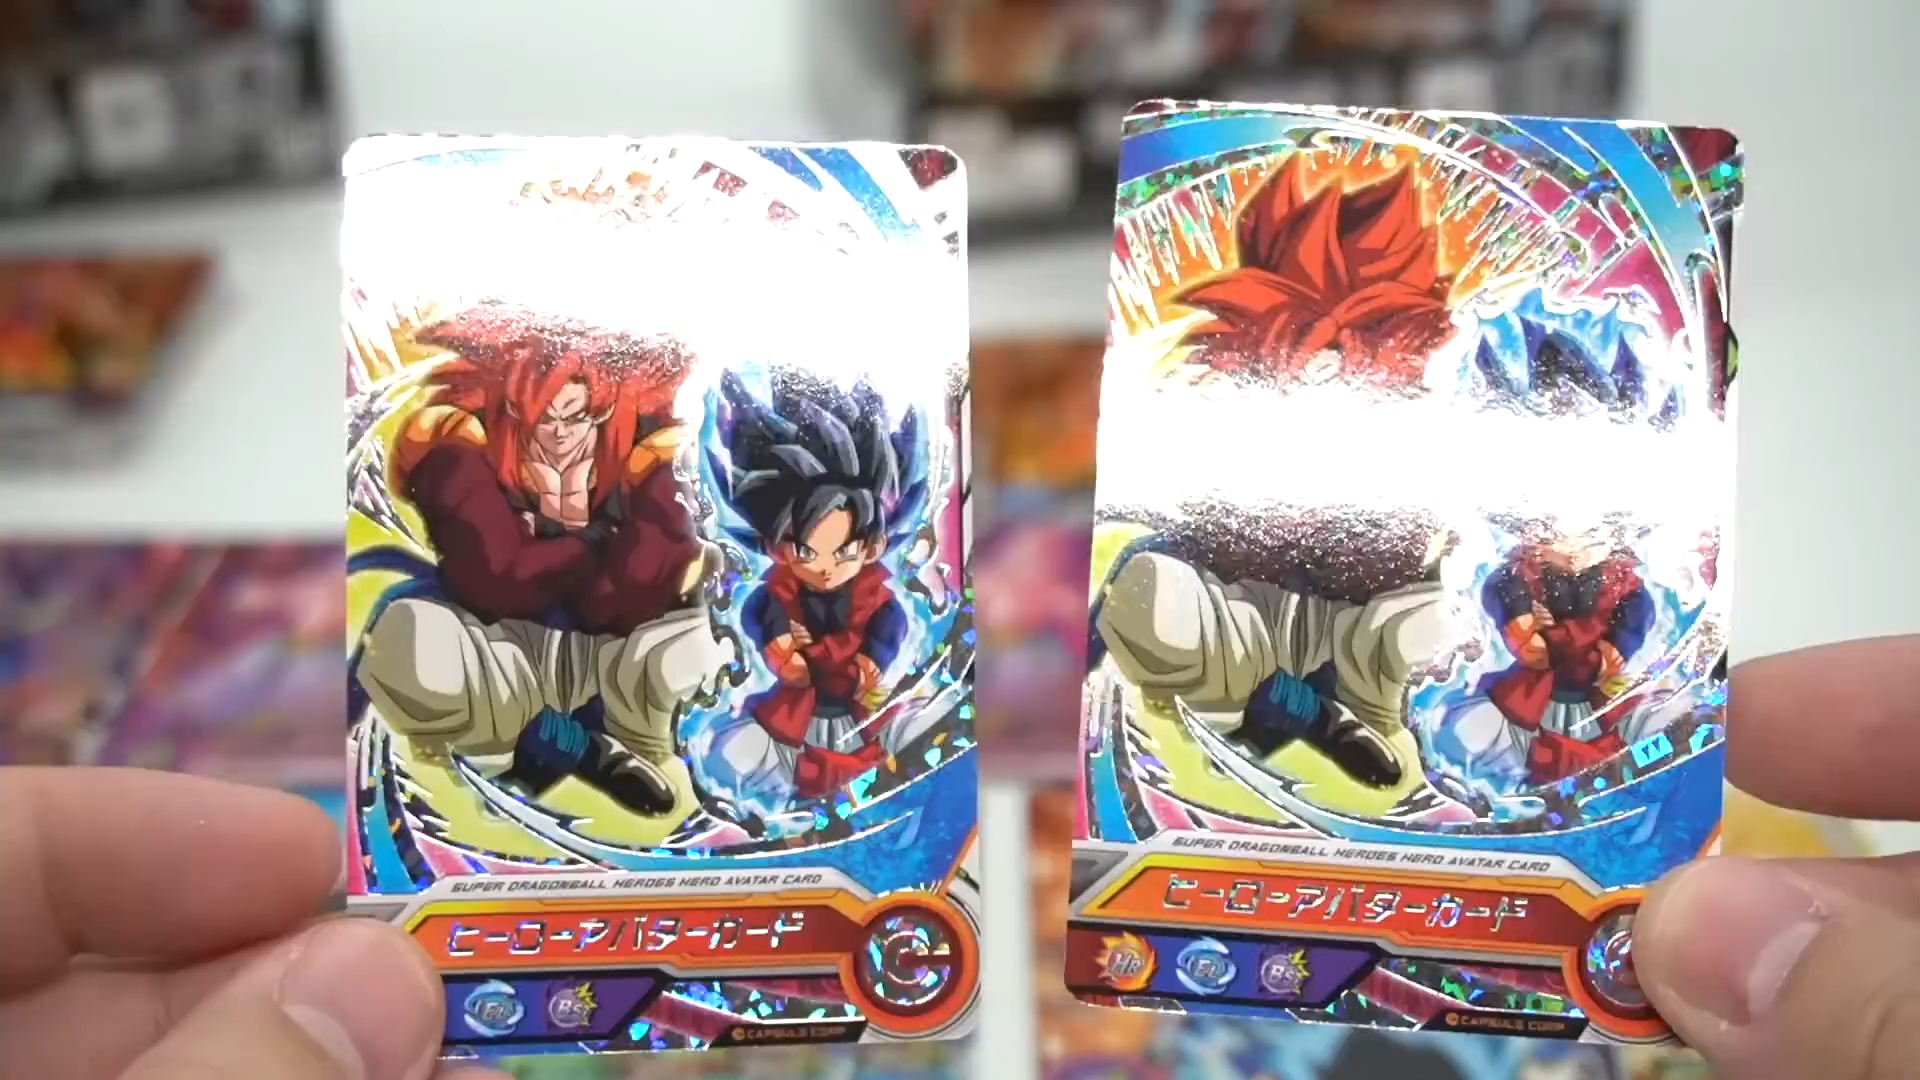 SUPER DRAGONBALL HEROES HERO AVATAR CARD
ヒーローアバターカード
EL BS
©CAPSULE CORP
SUPER DRAGONBALL HEROES HERO AVATAR CARD
ヒーローアバターカード
HR EL BS
©CAPSULE CORP